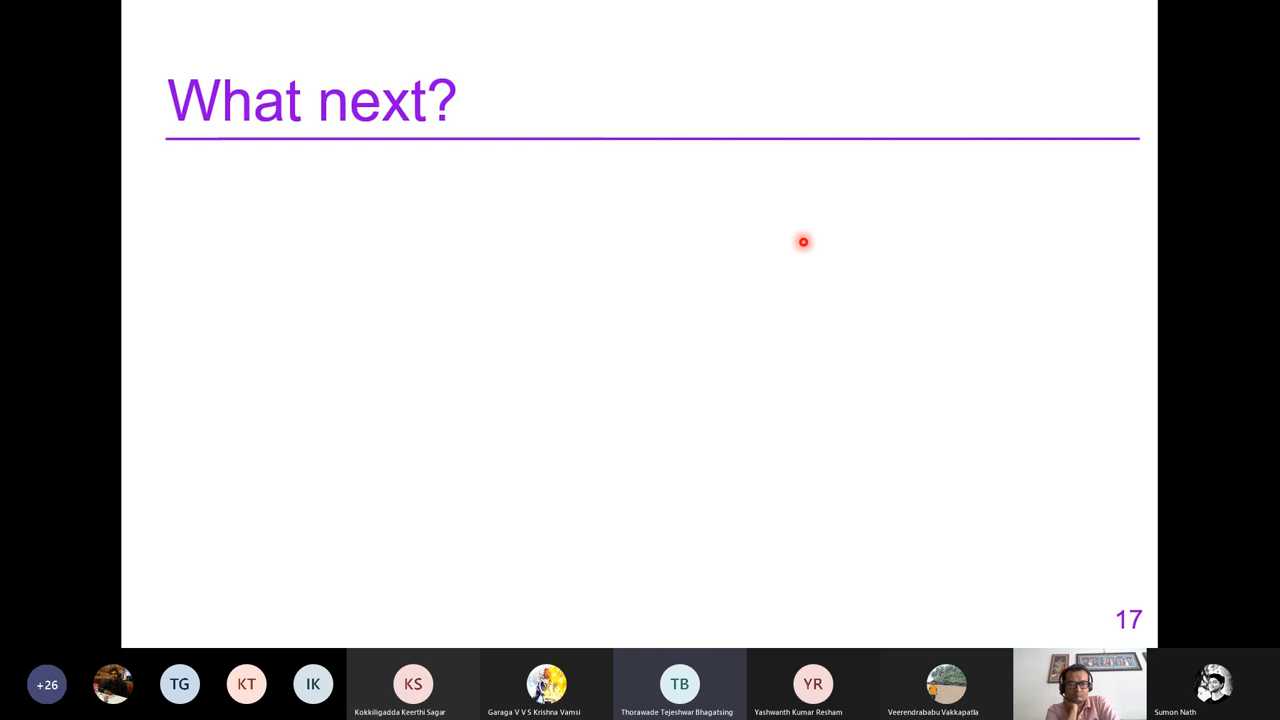 What next?
17
+26
TG
KT
IK
KS
TB
YR
Kokkiligadda Keerthi Sagar
Garaga V V S Krishna Vamsi
Thorawade Tejeshwar Bhagatsing
Yashwanth Kumar Resham
Veerendrababu Vakkapatla
Sumon Nath